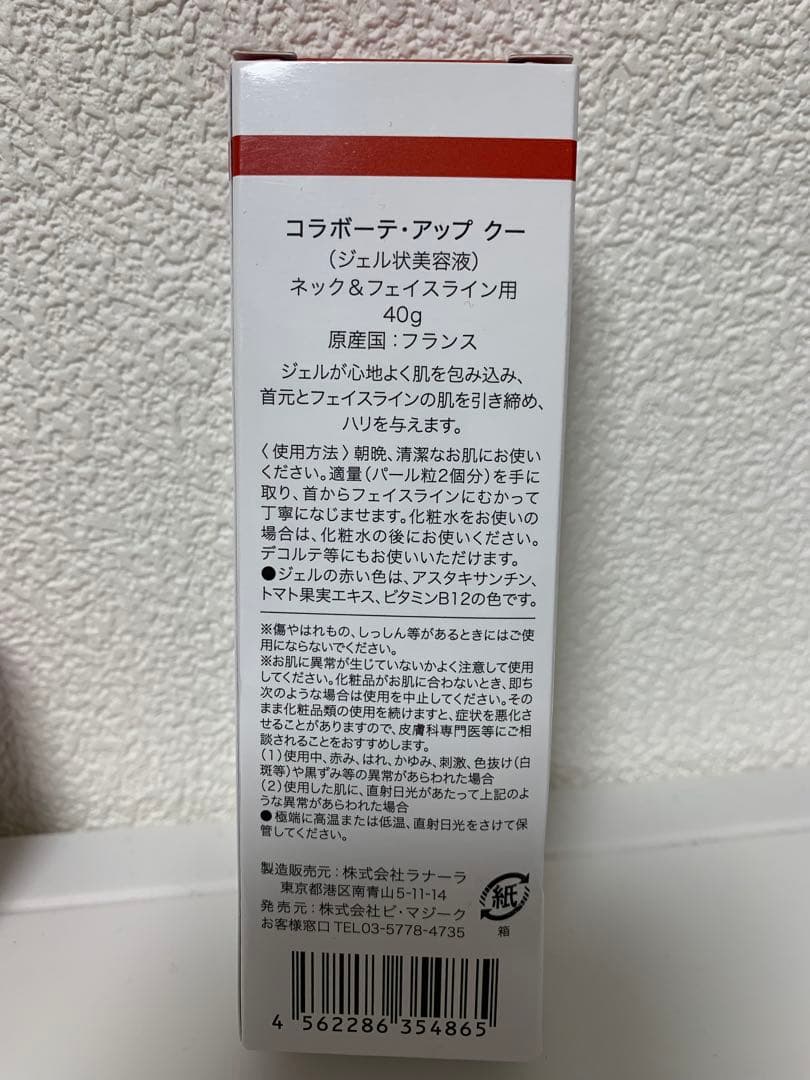 コラボーテ・アップ クー
（ジェル状美容液）
ネック＆フェイスライン用
40g
原産国：フランス
ジェルが心地よく肌を包み込み、
首元とフェイスラインの肌を引き締め、
ハリを与えます。
〈使用方法〉朝晩、清潔なお肌にお使い
ください。適量（パール粒2個分）を手に
取り、首からフェイスラインにむかって
丁寧になじませます。化粧水をお使いの
場合は、化粧水の後にお使いください。
デコルテ等にもお使いいただけます。
●ジェルの赤い色は、アスタキサンチン、
トマト果実エキス、ビタミンB12の色です。
※傷やはれもの、しっしん等があるときにはご使
用にならないでください。
※お肌に異常が生じていないかよく注意して使用
してください。化粧品がお肌に合わないとき、即ち
次のような場合は使用を中止してください。その
まま化粧品類の使用を続けますと、症状を悪化さ
せることがありますので、皮膚科専門医等にご相
談されることをおすすめします。
（1）使用中、赤み、はれ、かゆみ、刺激、色抜け（白
斑等）や黒ずみ等の異常があらわれた場合
（2）使用した肌に、直射日光があたって上記のよ
うな異常があらわれた場合
●極端に高温または低温、直射日光をさけて保
管してください。
製造販売元：株式会社ラナーラ
東京都港区南青山5-11-14
発売元：株式会社ビ・マジーク
お客様窓口 TEL03-5778-4735
紙
箱
4 562286 354865